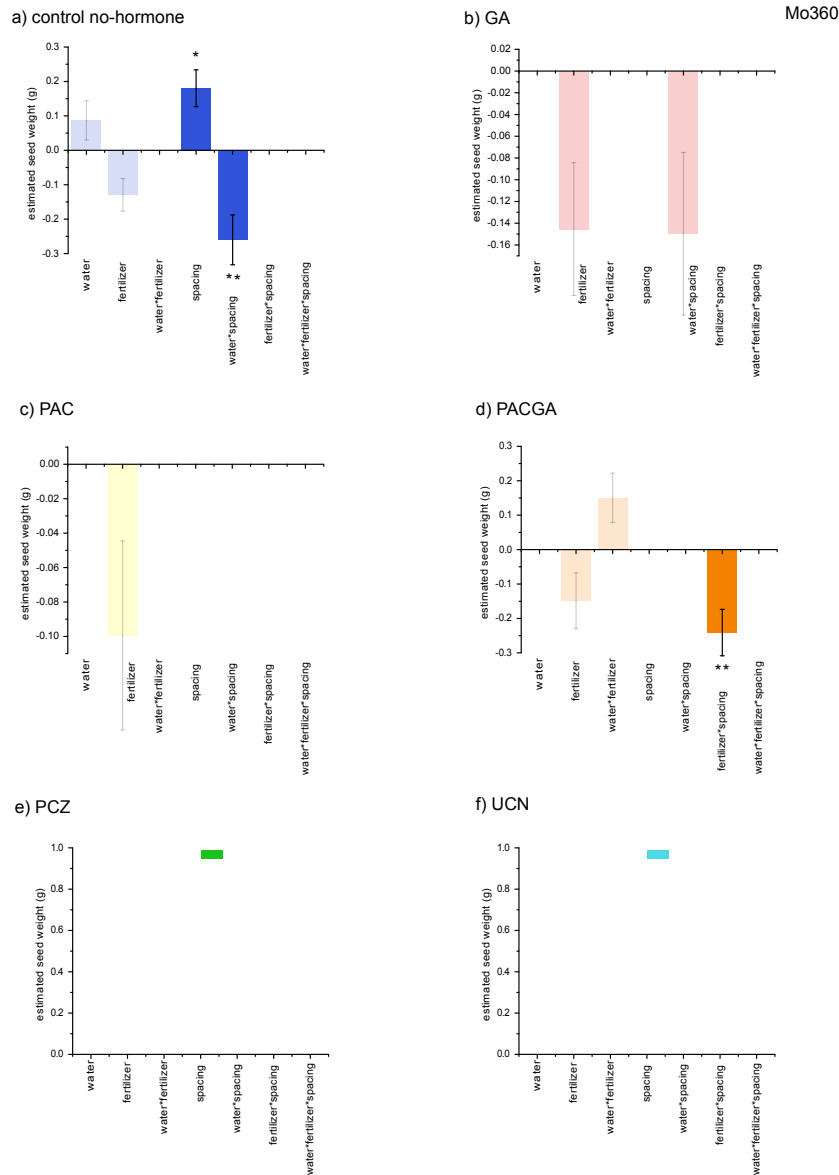 Mo360
a) control no-hormone
estimated seed weight (g)
0.3
0.2
0.1
0.0
-0.1
-0.2
-0.3
*
**
water
fertilizer
water*fertilizer
spacing
water*spacing
fertilizer*spacing
water*fertilizer*spacing
b) GA
estimated seed weight (g)
0.02
0.00
-0.02
-0.04
-0.06
-0.08
-0.10
-0.12
-0.14
-0.16
water
fertilizer
water*fertilizer
spacing
water*spacing
fertilizer*spacing
water*fertilizer*spacing
c) PAC
estimated seed weight (g)
0.00
-0.02
-0.04
-0.06
-0.08
-0.10
water
fertilizer
water*fertilizer
spacing
water*spacing
fertilizer*spacing
water*fertilizer*spacing
d) PACGA
estimated seed weight (g)
0.3
0.2
0.1
0.0
-0.1
-0.2
-0.3
**
water
fertilizer
water*fertilizer
spacing
water*spacing
fertilizer*spacing
water*fertilizer*spacing
e) PCZ
estimated seed weight (g)
1.0
0.8
0.6
0.4
0.2
0.0
water
fertilizer
water*fertilizer
spacing
water*spacing
fertilizer*spacing
water*fertilizer*spacing
f) UCN
estimated seed weight (g)
1.0
0.8
0.6
0.4
0.2
0.0
water
fertilizer
water*fertilizer
spacing
water*spacing
fertilizer*spacing
water*fertilizer*spacing